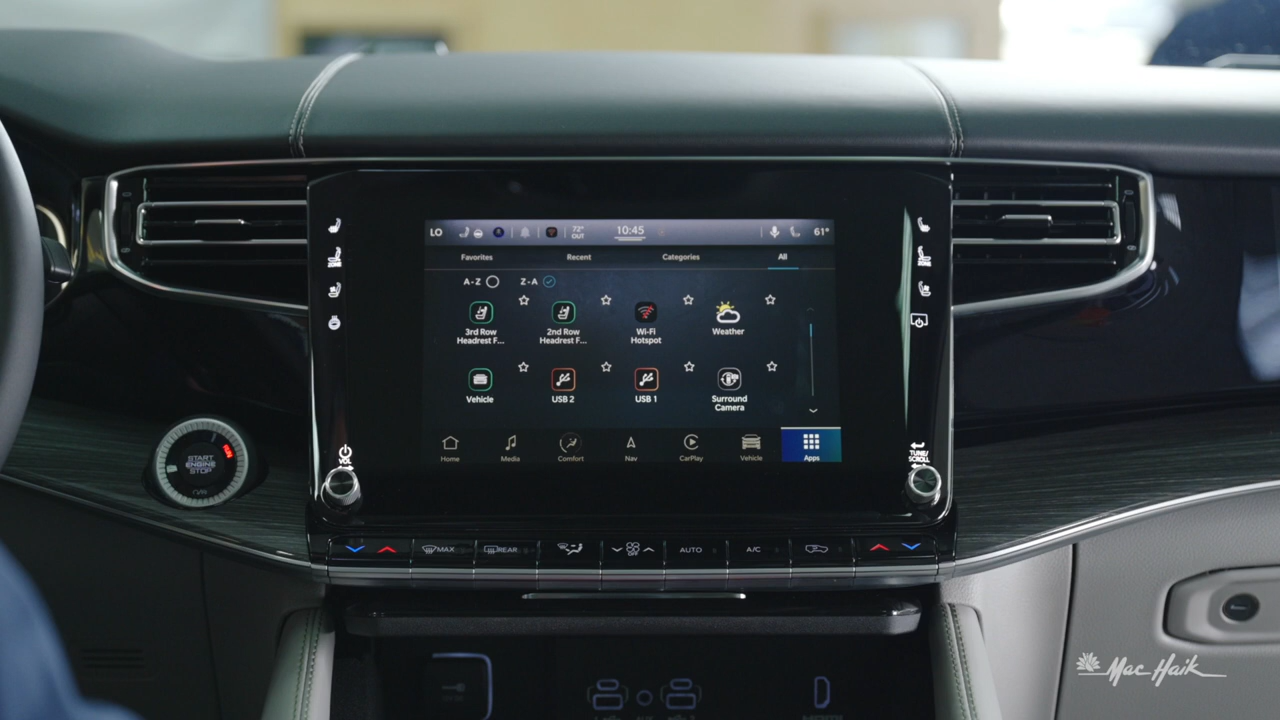 LO
72°
OUT
10:45
61°
Favorites
Recent
Categories
All
A-Z
Z-A
3rd Row
Headrest F...
2nd Row
Headrest F...
Wi-Fi
Hotspot
Weather
Vehicle
USB 2
USB 1
Surround
Camera
Home
Media
Comfort
Nav
CarPlay
Vehicle
Apps
START
ENGINE
STOP
RUN
VOL
TUNE/
SCROLL
MAX
REAR
OFF
AUTO
A/C
Mac Haik